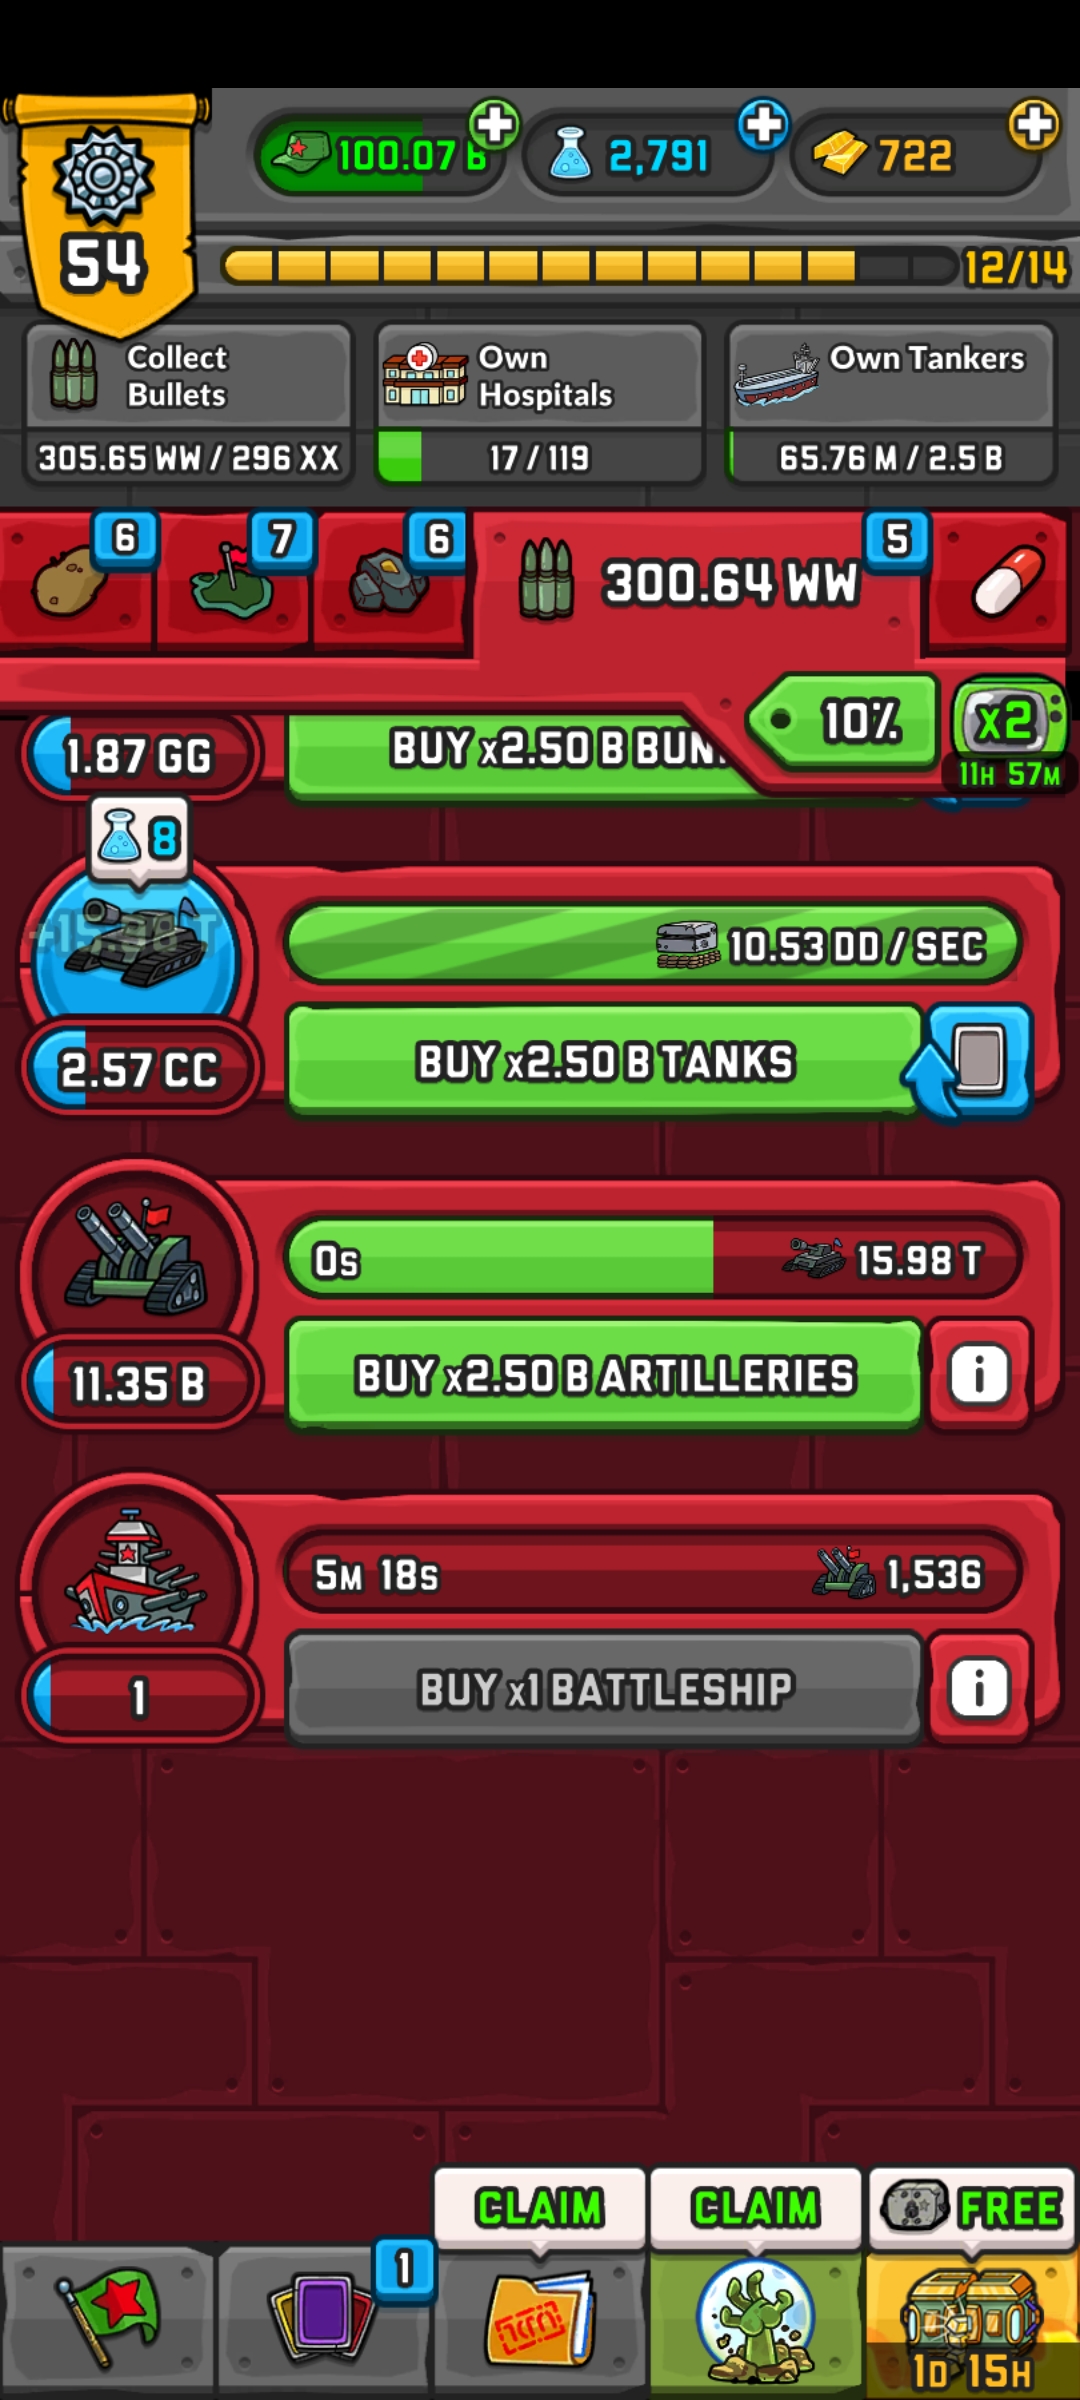 100.07 B
2,791
722
54
12/14
Collect
Bullets
305.65 WW / 296 XX
Own
Hospitals
17 / 119
Own Tankers
65.76 M / 2.5 B
6
7
6
300.64 WW
5
10%
x2
11H 57M
1.87 GG
BUY x2.50 B BUN
8
10.53 DD / SEC
2.57 CC
BUY x2.50 B TANKS
0s
15.98 T
11.35 B
BUY x2.50 B ARTILLERIES
i
5M 18s
1,536
1
BUY x1 BATTLESHIP
i
CLAIM
CLAIM
FREE
1
1D 15H